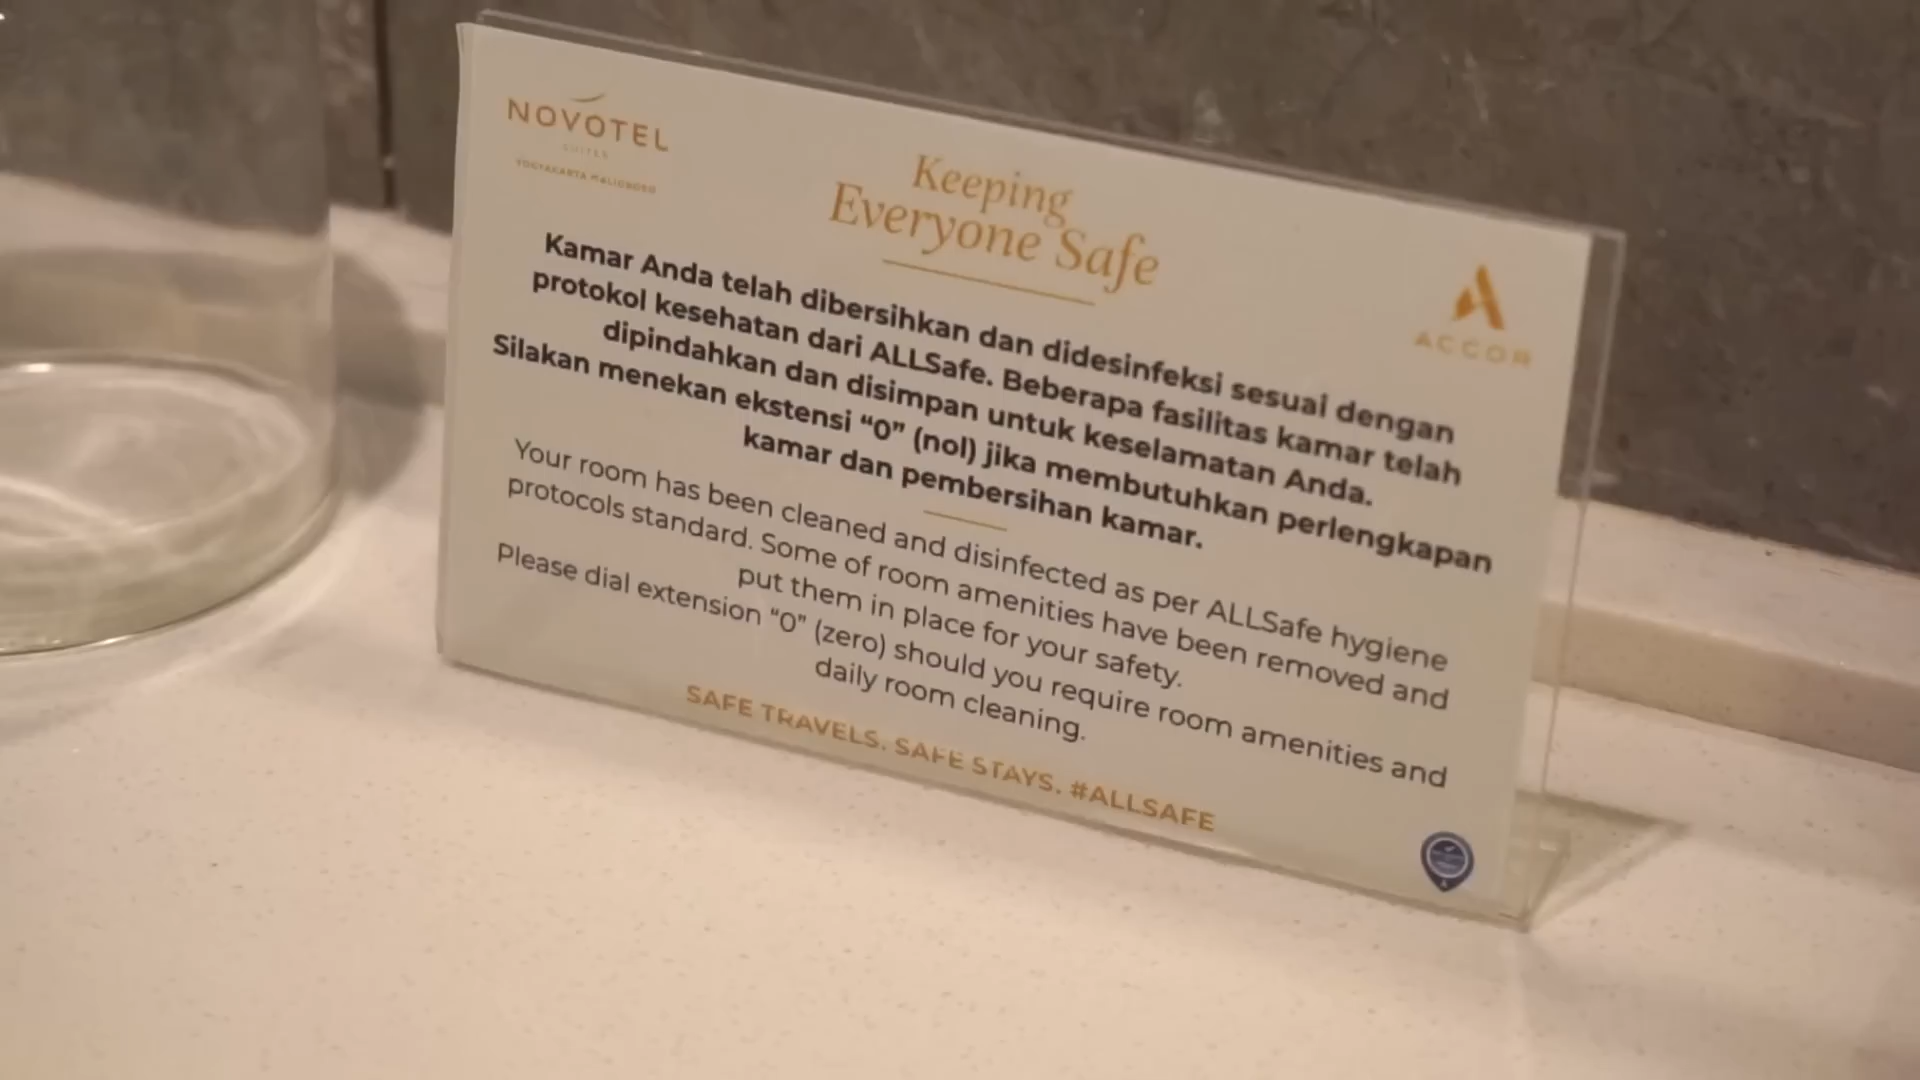 NOVOTEL
SUITES
YOGYAKARTA MALIOBORO
Keeping
Everyone Safe
ACCOR
Kamar Anda telah dibersihkan dan didesinfeksi sesuai dengan
protokol kesehatan dari ALLSafe. Beberapa fasilitas kamar telah
dipindahkan dan disimpan untuk keselamatan Anda.
Silakan menekan ekstensi “0” (nol) jika membutuhkan perlengkapan
kamar dan pembersihan kamar.
Your room has been cleaned and disinfected as per ALLSafe hygiene
protocols standard. Some of room amenities have been removed and
put them in place for your safety.
Please dial extension “0” (zero) should you require room amenities and
daily room cleaning.
SAFE TRAVELS. SAFE STAYS. #ALLSAFE